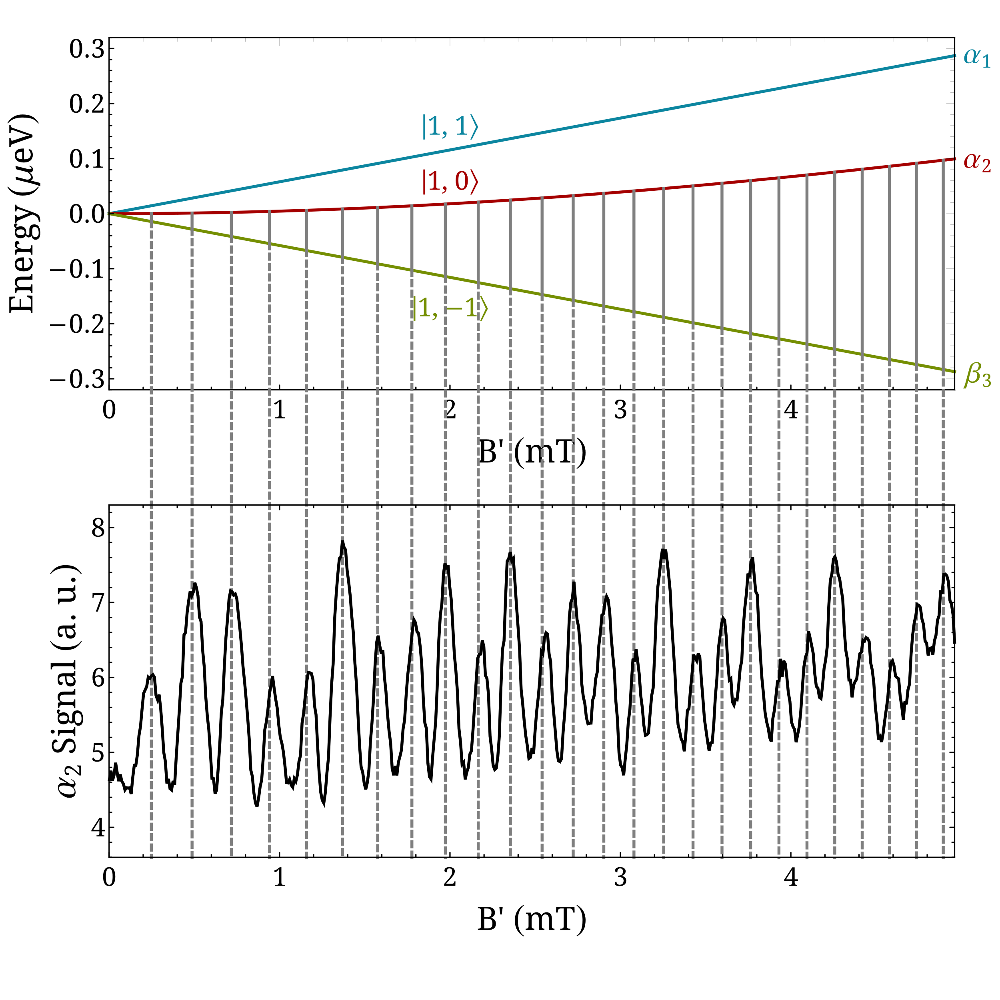 Energy (μeV)
0.3
0.2
0.1
0.0
−0.1
−0.2
−0.3
|1, 1⟩
|1, 0⟩
|1, −1⟩
α1
α2
β3
0 1 2 3 4
B' (mT)
α2 Signal (a. u.)
8
7
6
5
4
0 1 2 3 4
B' (mT)